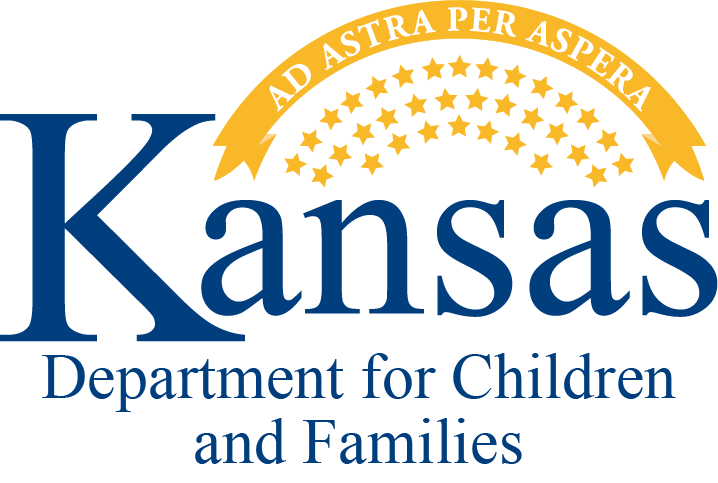 AD ASTRA PER ASPERA
Kansas
Department for Children
and Families